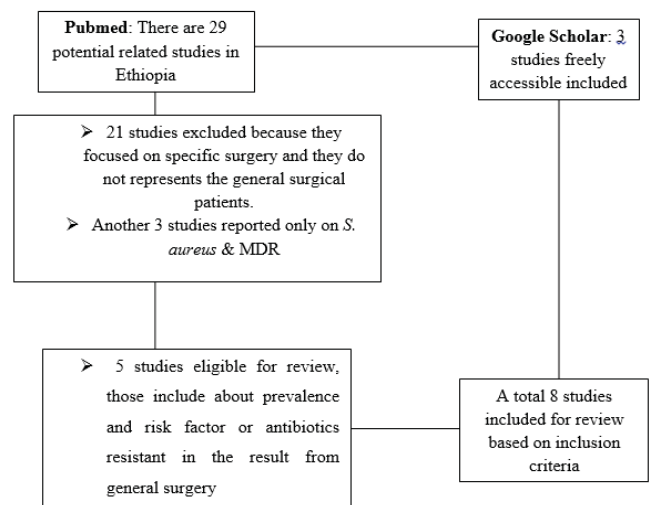 Pubmed: There are 29
potential related studies in
Ethiopia
Google Scholar: 3
studies freely
accessible included
➤ 21 studies excluded because they
focused on specific surgery and they do
not represents the general surgical
patients.
➤ Another 3 studies reported only on S.
aureus & MDR
➤ 5 studies eligible for review,
those include about prevalence
and risk factor or antibiotics
resistant in the result from
general surgery
A total 8 studies
included for review
based on inclusion
criteria